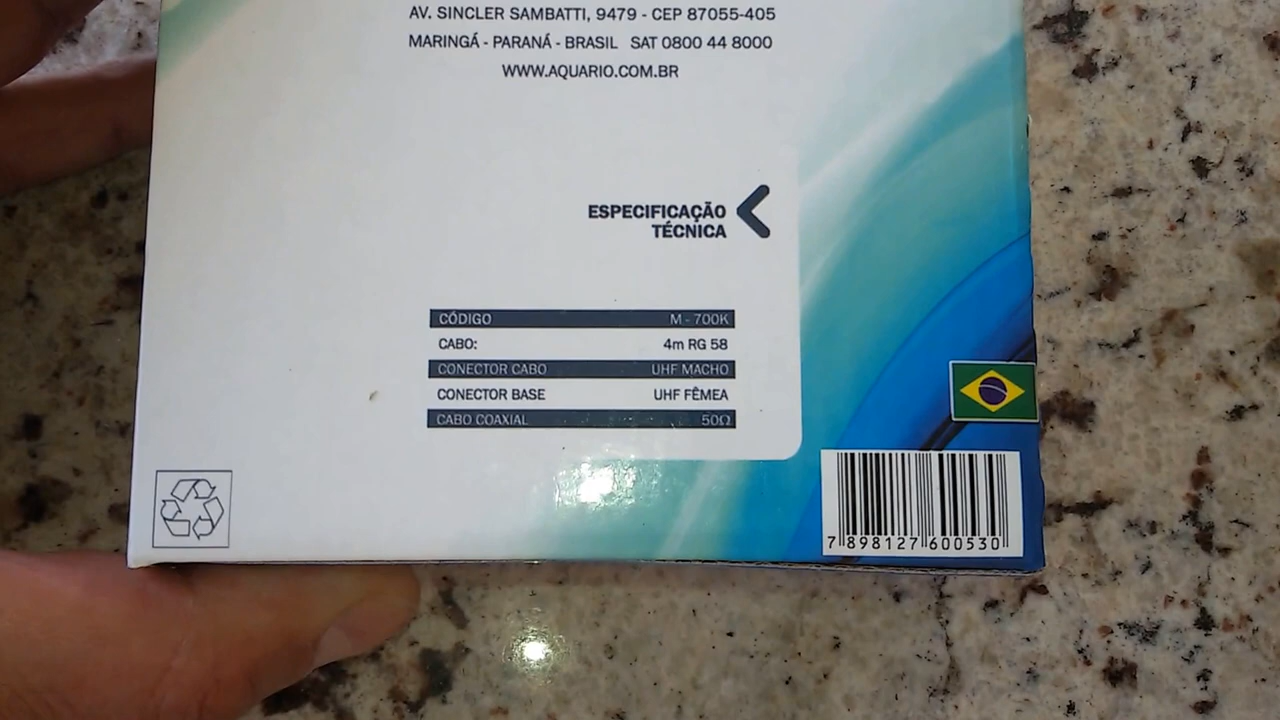 AV. SINCLER SAMBATTI, 9479 - CEP 87055-405
MARINGÁ - PARANÁ - BRASIL SAT 0800 44 8000
WWW.AQUARIO.COM.BR
ESPECIFICAÇÃO
TÉCNICA
CÓDIGO M - 700K
CABO: 4m RG 58
CONECTOR CABO UHF MACHO
CONECTOR BASE UHF FÊMEA
CABO COAXIAL 50Ω
7 898127 600530